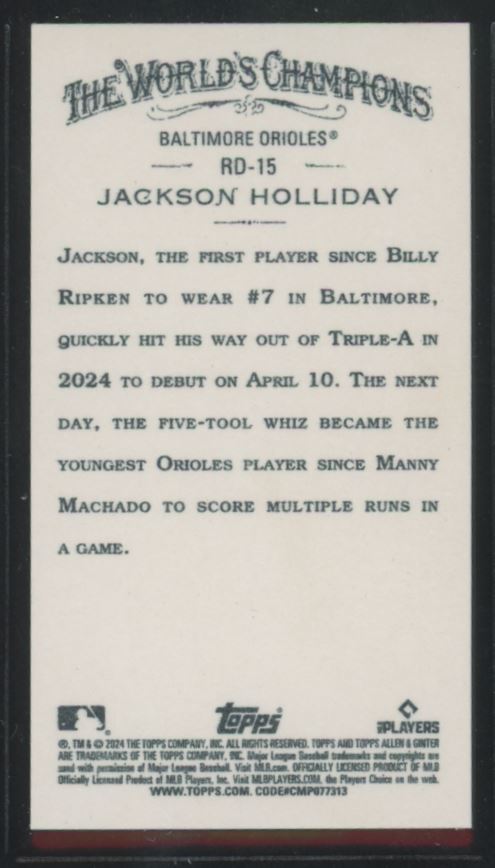 THE WORLD'S CHAMPIONS
BALTIMORE ORIOLES®
RD-15
JACKSON HOLLIDAY
JACKSON, THE FIRST PLAYER SINCE BILLY
RIPKEN TO WEAR #7 IN BALTIMORE,
QUICKLY HIT HIS WAY OUT OF TRIPLE-A IN
2024 TO DEBUT ON APRIL 10. THE NEXT
DAY, THE FIVE-TOOL WHIZ BECAME THE
YOUNGEST ORIOLES PLAYER SINCE MANNY
MACHADO TO SCORE MULTIPLE RUNS IN
A GAME.
topps
PLAYERS
®, TM & © 2024 THE TOPPS COMPANY, INC. ALL RIGHTS RESERVED. TOPPS AND TOPPS ALLEN & GINTER
ARE TRADEMARKS OF THE TOPPS COMPANY, INC. Major League Baseball trademarks and copyrights are
used with permission of Major League Baseball. Visit MLB.com. OFFICIALLY LICENSED PRODUCT OF MLB
Officially Licensed Product of MLB Players, Inc. Visit MLBPLAYERS.COM, the Players Choice on the web.
WWW.TOPPS.COM. CODE#CMP077313